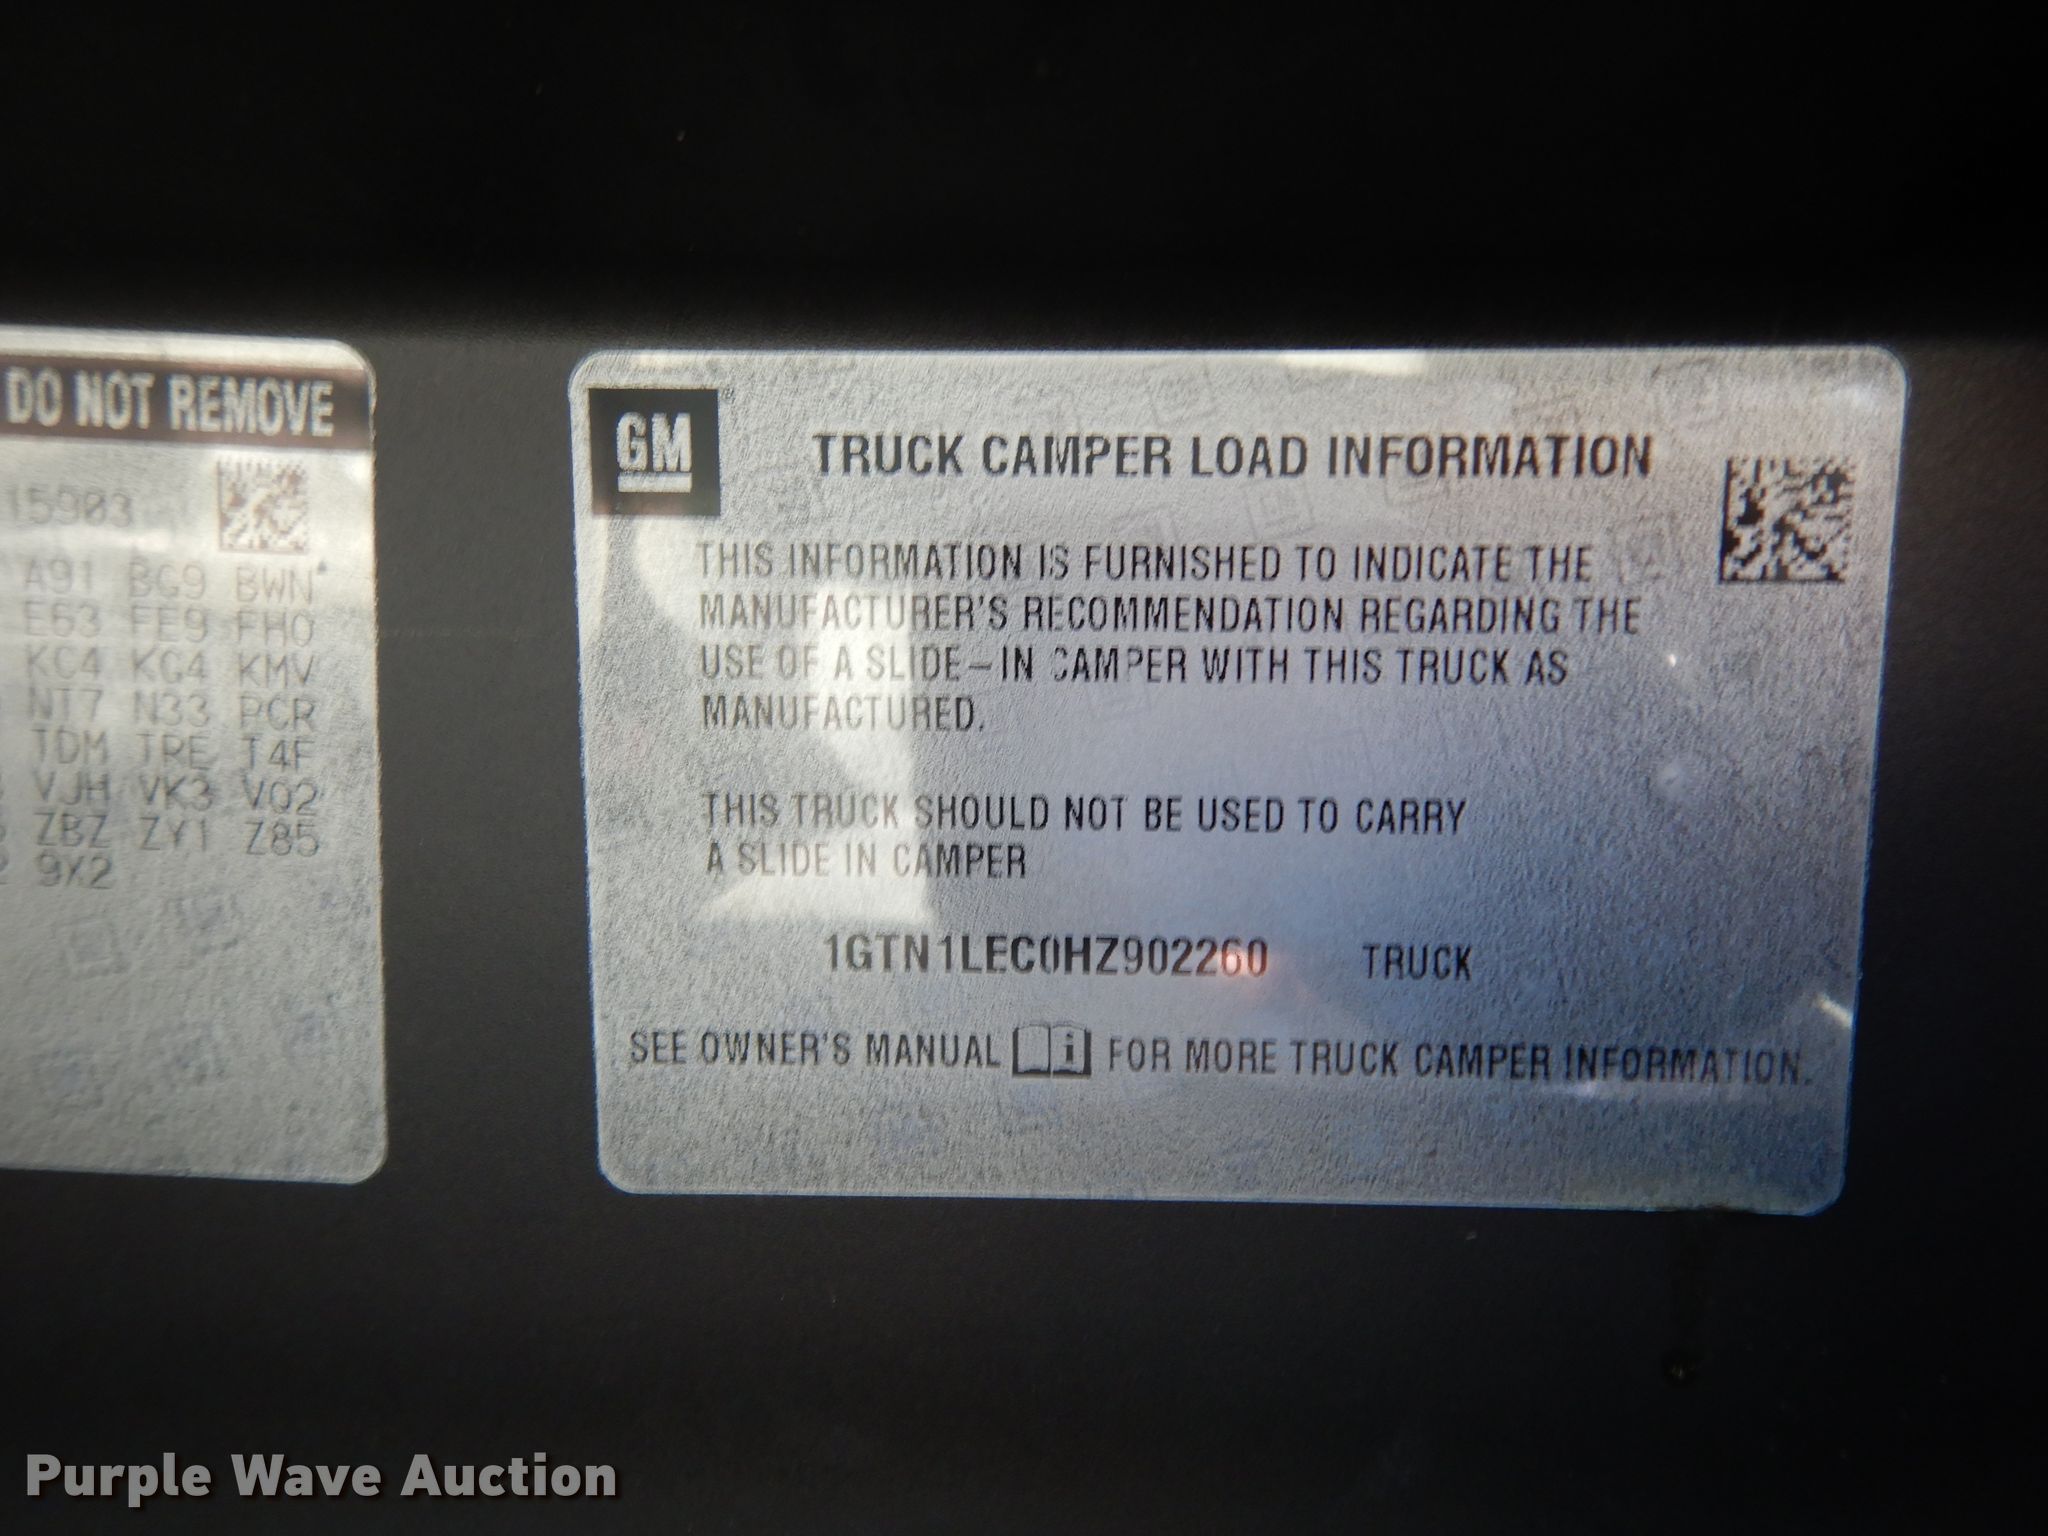 DO NOT REMOVE
15903
A91 BG9 BWN
E63 FE9 FHO
KC4 KG4 KMV
NT7 N33 PCR
TDM TRE T4F
VJH VK3 VQ2
ZBZ ZY1 Z85
9X2
GM
TRUCK CAMPER LOAD INFORMATION
THIS INFORMATION IS FURNISHED TO INDICATE THE
MANUFACTURER'S RECOMMENDATION REGARDING THE
USE OF A SLIDE-IN CAMPER WITH THIS TRUCK AS
MANUFACTURED.
THIS TRUCK SHOULD NOT BE USED TO CARRY
A SLIDE IN CAMPER
1GTN1LEC0HZ902260 TRUCK
SEE OWNER'S MANUAL i FOR MORE TRUCK CAMPER INFORMATION.
Purple Wave Auction